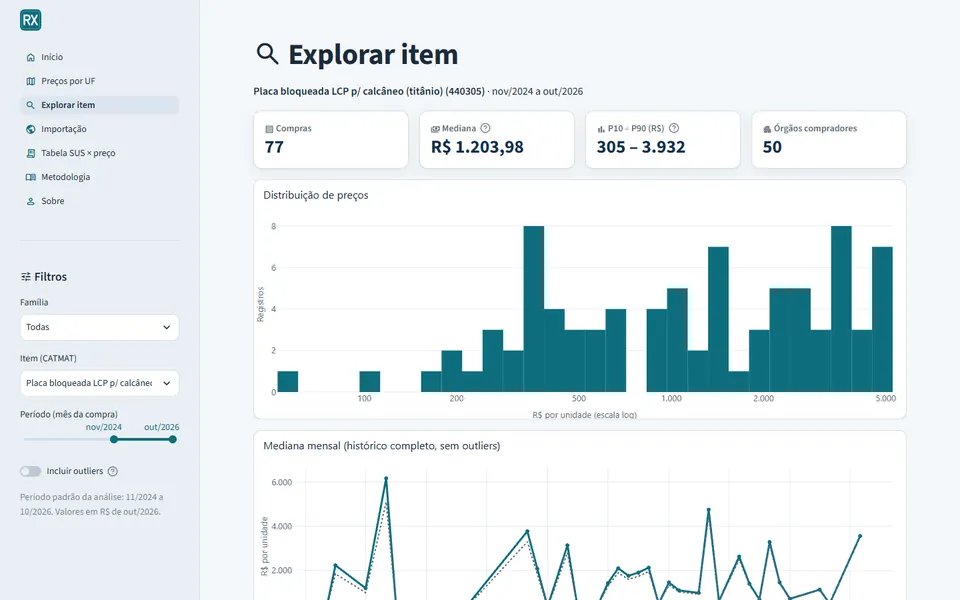 RX
Início
Preços por UF
Explorar item
Importação
Tabela SUS × preço
Metodologia
Sobre
Filtros
Família
Todas
Item (CATMAT)
Placa bloqueada LCP p/ calcâneo
Período (mês da compra)
nov/2024 out/2026
Incluir outliers
Período padrão da análise: 11/2024 a
10/2026. Valores em R$ de out/2026.
Explorar item
Placa bloqueada LCP p/ calcâneo (titânio) (440305) · nov/2024 a out/2026
Compras
77
Mediana
R$ 1.203,98
P10 – P90 (R$)
305 – 3.932
Órgãos compradores
50
Distribuição de preços
8
6
4
2
0
Registros
100 200 500 1.000 2.000 5.000
R$ por unidade (escala log)
Mediana mensal (histórico completo, sem outliers)
6.000
4.000
2.000
R$ por unidade